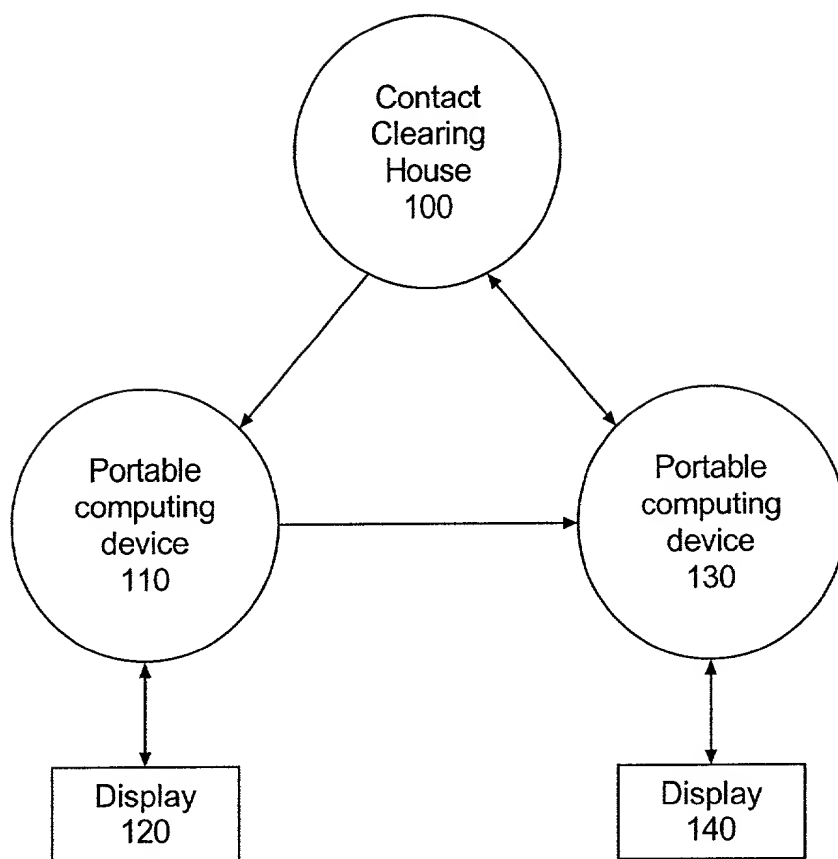 Contact
Clearing
House
100
Portable
computing
device
110
Portable
computing
device
130
Display
120
Display
140